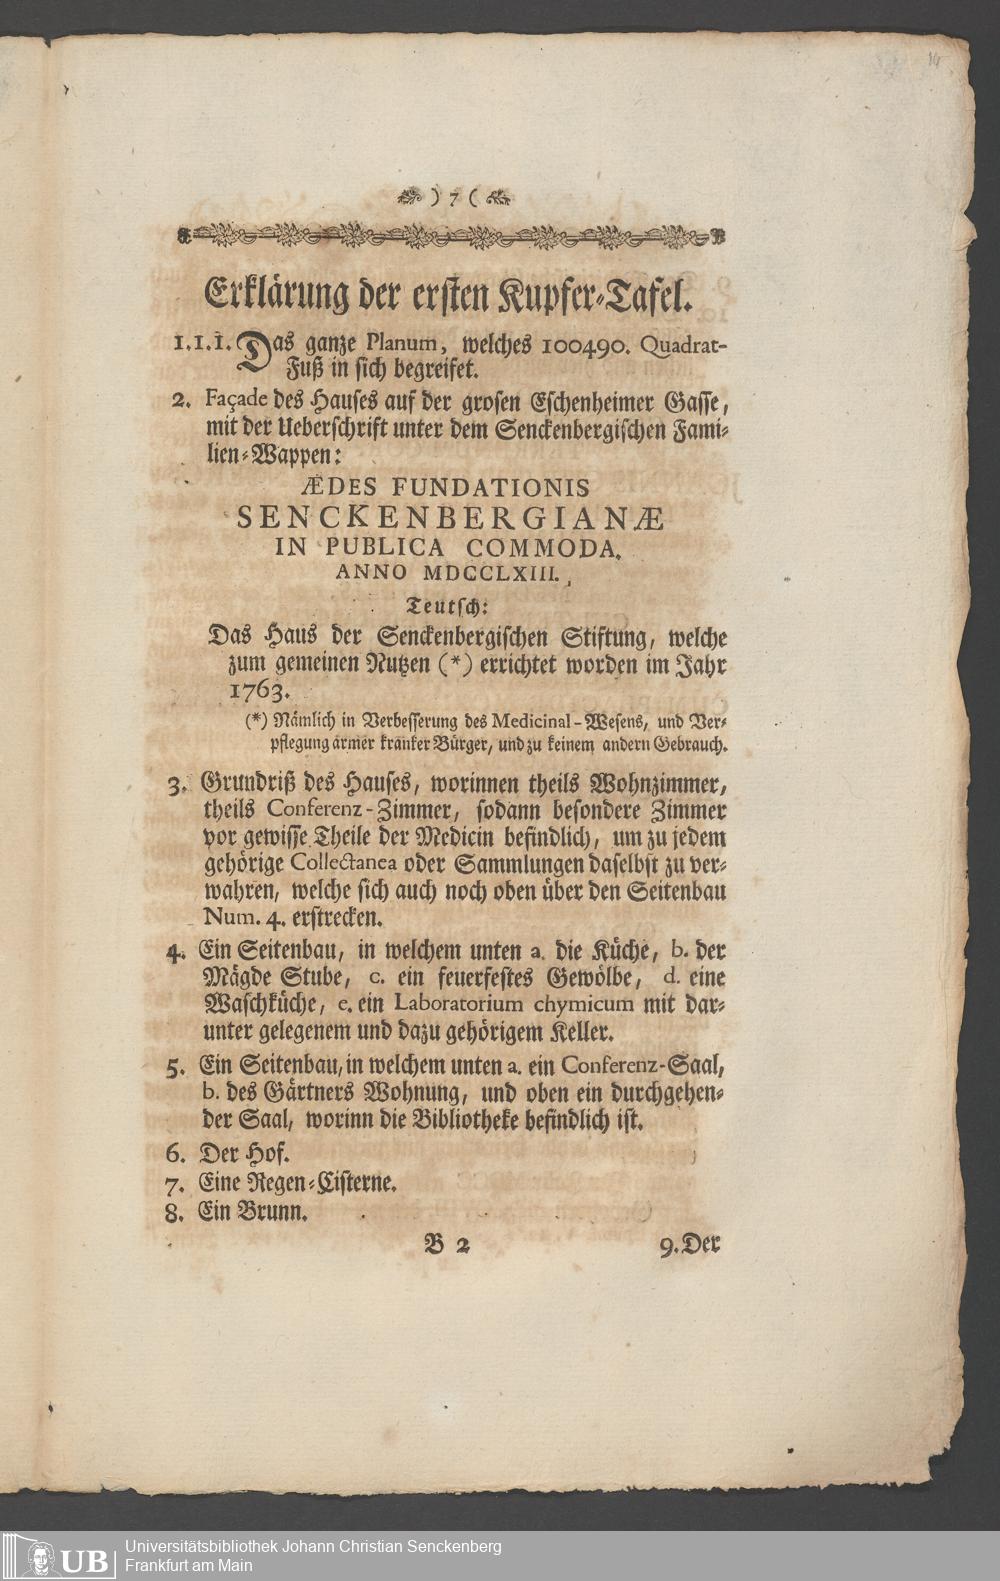 14
) 7 (
Erklärung der ersten Kupfer-Tafel.
1.1.1. Das ganze Planum, welches 100490. Quadrat-
Fuß in sich begreifet.
2. Façade des Hauses auf der grosen Eschenheimer Gasse,
mit der Ueberschrift unter dem Senckenbergischen Fami-
lien-Wappen:
ÆDES FUNDATIONIS
SENCKENBERGIANÆ
IN PUBLICA COMMODA.
ANNO MDCCLXIII.
Teutsch:
Das Haus der Senckenbergischen Stiftung, welche
zum gemeinen Nutzen (*) errichtet worden im Jahr
1763.
(*) Nämlich in Verbesserung des Medicinal-Wesens, und Ver-
pflegung armer kranker Bürger, und zu keinem andern Gebrauch.
3. Grundriß des Hauses, worinnen theils Wohnzimmer,
theils Conferenz-Zimmer, sodann besondere Zimmer
vor gewisse Theile der Medicin befindlich, um zu jedem
gehörige Collectanea oder Sammlungen daselbst zu ver-
wahren, welche sich auch noch oben über den Seitenbau
Num. 4. erstrecken.
4. Ein Seitenbau, in welchem unten a. die Küche, b. der
Mägde Stube, c. ein feuerfestes Gewölbe, d. eine
Waschküche, e. ein Laboratorium chymicum mit dar-
unter gelegenem und dazu gehörigem Keller.
5. Ein Seitenbau, in welchem unten a. ein Conferenz-Saal,
b. des Gärtners Wohnung, und oben ein durchgehen-
der Saal, worinn die Bibliotheke befindlich ist.
6. Der Hof.
7. Eine Regen-Cisterne.
8. Ein Brunn.
B 2 9. Der
UB Universitätsbibliothek Johann Christian Senckenberg
Frankfurt am Main